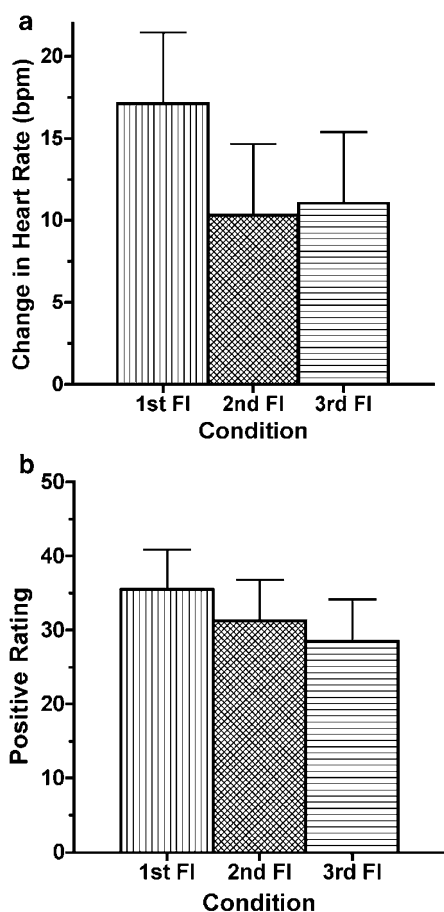 a
Change in Heart Rate (bpm)
20
15
10
5
0
1st FI 2nd FI 3rd FI
Condition
b
Positive Rating
50
40
30
20
10
0
1st FI 2nd FI 3rd FI
Condition